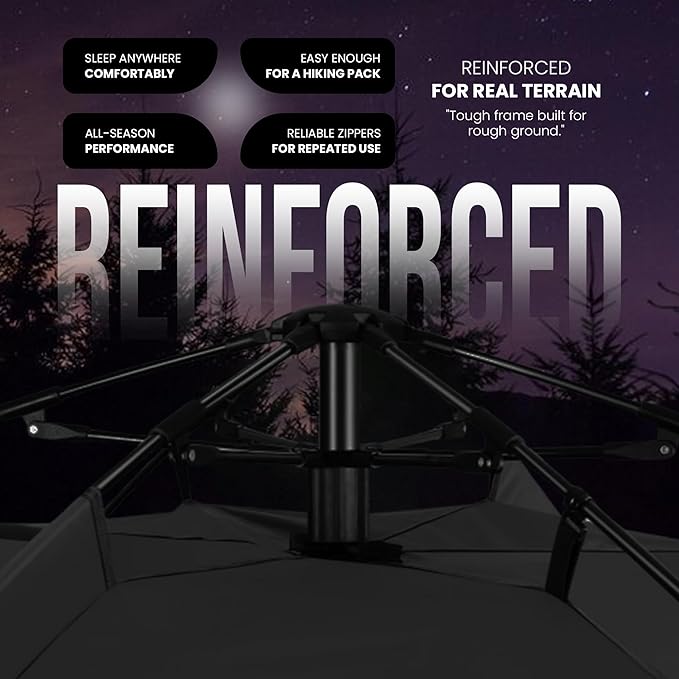 SLEEP ANYWHERE
COMFORTABLY
EASY ENOUGH
FOR A HIKING PACK
ALL-SEASON
PERFORMANCE
RELIABLE ZIPPERS
FOR REPEATED USE
REINFORCED
FOR REAL TERRAIN
"Tough frame built for
rough ground."
REINFORCED